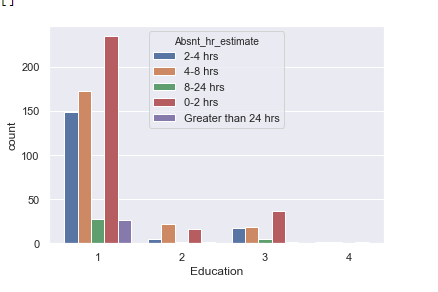 []
Absnt_hr_estimate
2-4 hrs
4-8 hrs
8-24 hrs
0-2 hrs
Greater than 24 hrs
200
150
100
50
0
count
1 2 3 4
Education